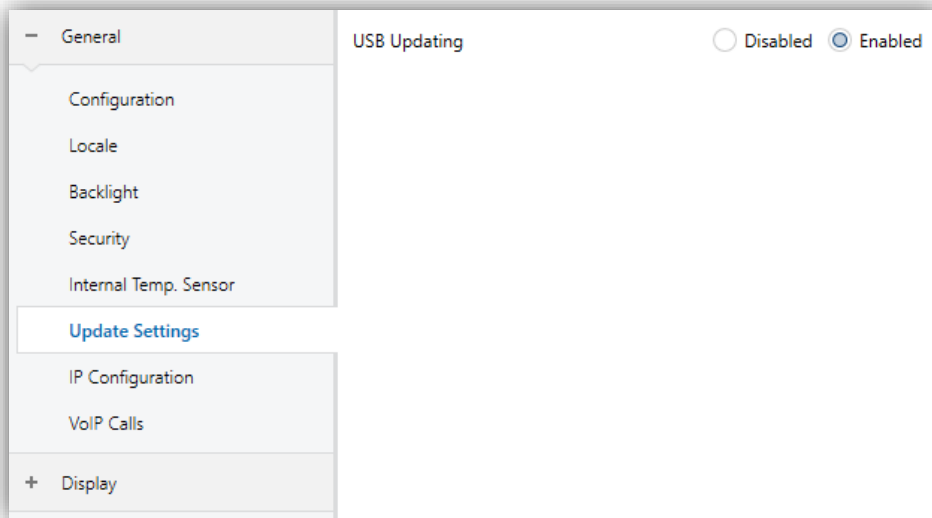 General
USB Updating
Disabled
Enabled
Configuration
Locale
Backlight
Security
Internal Temp. Sensor
Update Settings
IP Configuration
VoIP Calls
Display